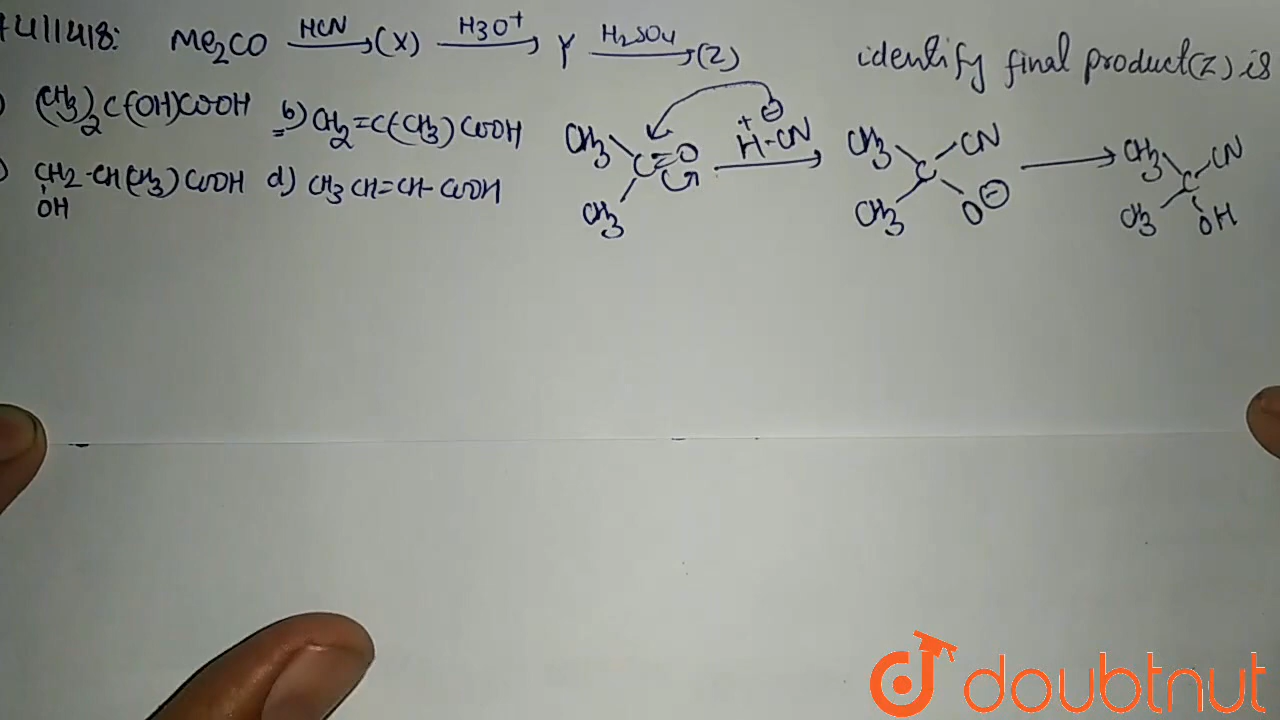 411418: Me2CO HCN (X) H3O+ Y H2SO4 (Z) identify final product(Z) is
) (CH3)2C(OH)COOH b) CH2=C(CH3)COOH
) CH2-CH(CH3)COOH d) CH3CH=CH-COOH
OH
CH3 CH3 C=O + ⊖ H-CN CH3 CH3 C CN O⊖ CH3 CH3 C CN OH
doubtnut